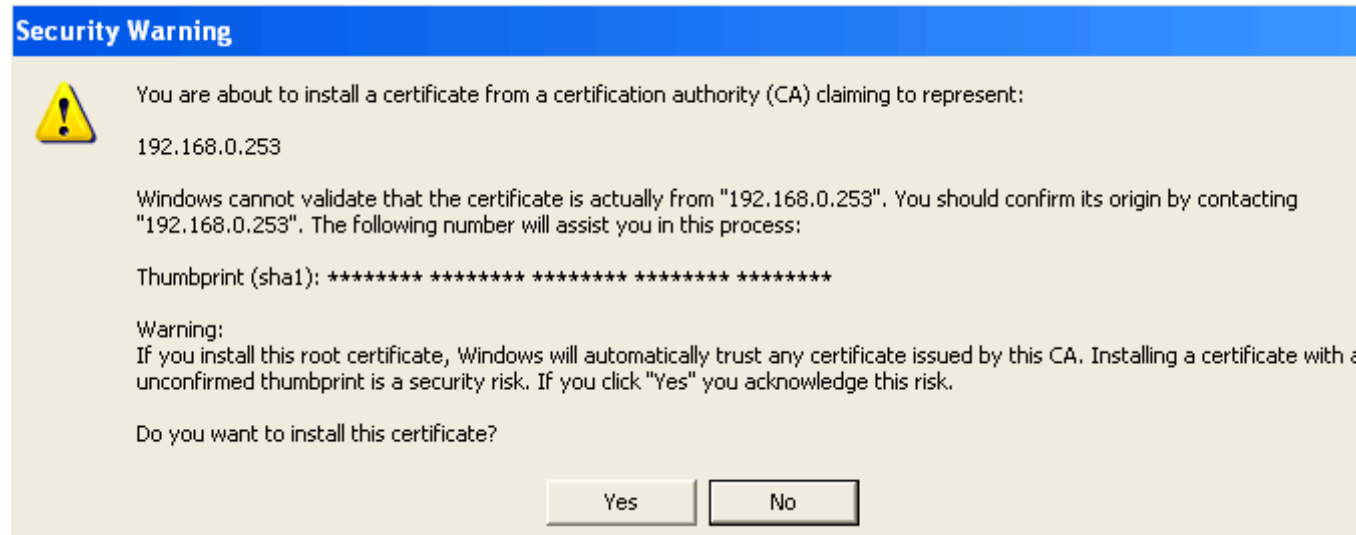 Security Warning
You are about to install a certificate from a certification authority (CA) claiming to represent:
192.168.0.253
Windows cannot validate that the certificate is actually from "192.168.0.253". You should confirm its origin by contacting
"192.168.0.253". The following number will assist you in this process:
Thumbprint (sha1): ******** ******** ******** ******** ********
Warning:
If you install this root certificate, Windows will automatically trust any certificate issued by this CA. Installing a certificate with
unconfirmed thumbprint is a security risk. If you click "Yes" you acknowledge this risk.
Do you want to install this certificate?
Yes
No